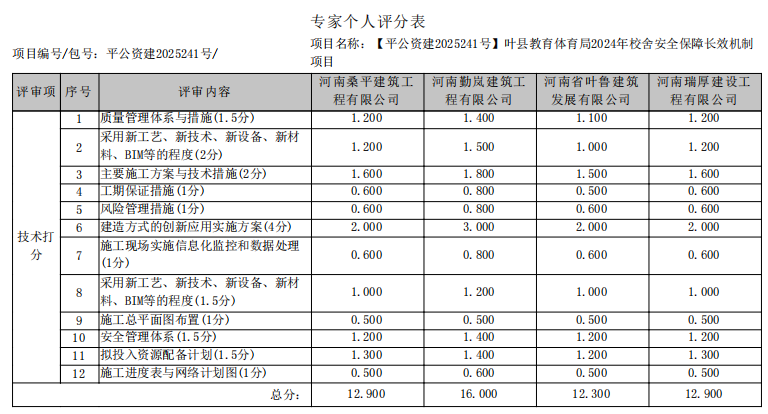 专家个人评分表
项目编号/包号：平公资建2025241号/
项目名称：【平公资建2025241号】叶县教育体育局2024年校舍安全保障长效机制
项目
评审项 序号 评审内容 河南桑平建筑工程有限公司 河南勤岚建筑工程有限公司 河南省叶鲁建筑发展有限公司 河南瑞厚建设工程有限公司
技术打分
1 质量管理体系与措施(1.5分) 1.200 1.400 1.100 1.200
2 采用新工艺、新技术、新设备、新材料、BIM等的程度(2分) 1.200 1.500 1.000 1.200
3 主要施工方案与技术措施(2分) 1.600 1.800 1.500 1.600
4 工期保证措施(1分) 0.600 0.800 0.500 0.600
5 风险管理措施(1分) 0.600 0.800 0.600 0.600
6 建造方式的创新应用实施方案(4分) 2.000 3.000 2.000 2.000
7 施工现场实施信息化监控和数据处理(1分) 0.600 0.800 0.600 0.600
8 采用新工艺、新技术、新设备、新材料、BIM等的程度(1.5分) 1.000 1.200 1.000 1.000
9 施工总平面图布置(1分) 0.500 0.500 0.500 0.500
10 安全管理体系(1.5分) 1.200 1.400 1.200 1.200
11 拟投入资源配备计划(1.5分) 1.300 1.400 1.200 1.300
12 施工进度表与网络计划图(1分) 0.500 0.600 0.500 0.500
总分： 12.900 16.000 12.300 12.900